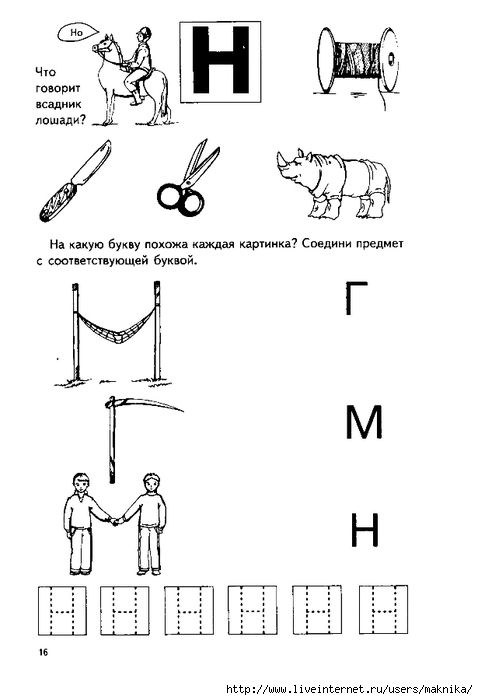 Но
Н
Что
говорит
всадник
лошади?
На какую букву похожа каждая картинка? Соедини предмет
с соответствующей буквой.
Г
М
Н
Н Н Н Н Н Н
16
http://www.liveinternet.ru/users/maknika/